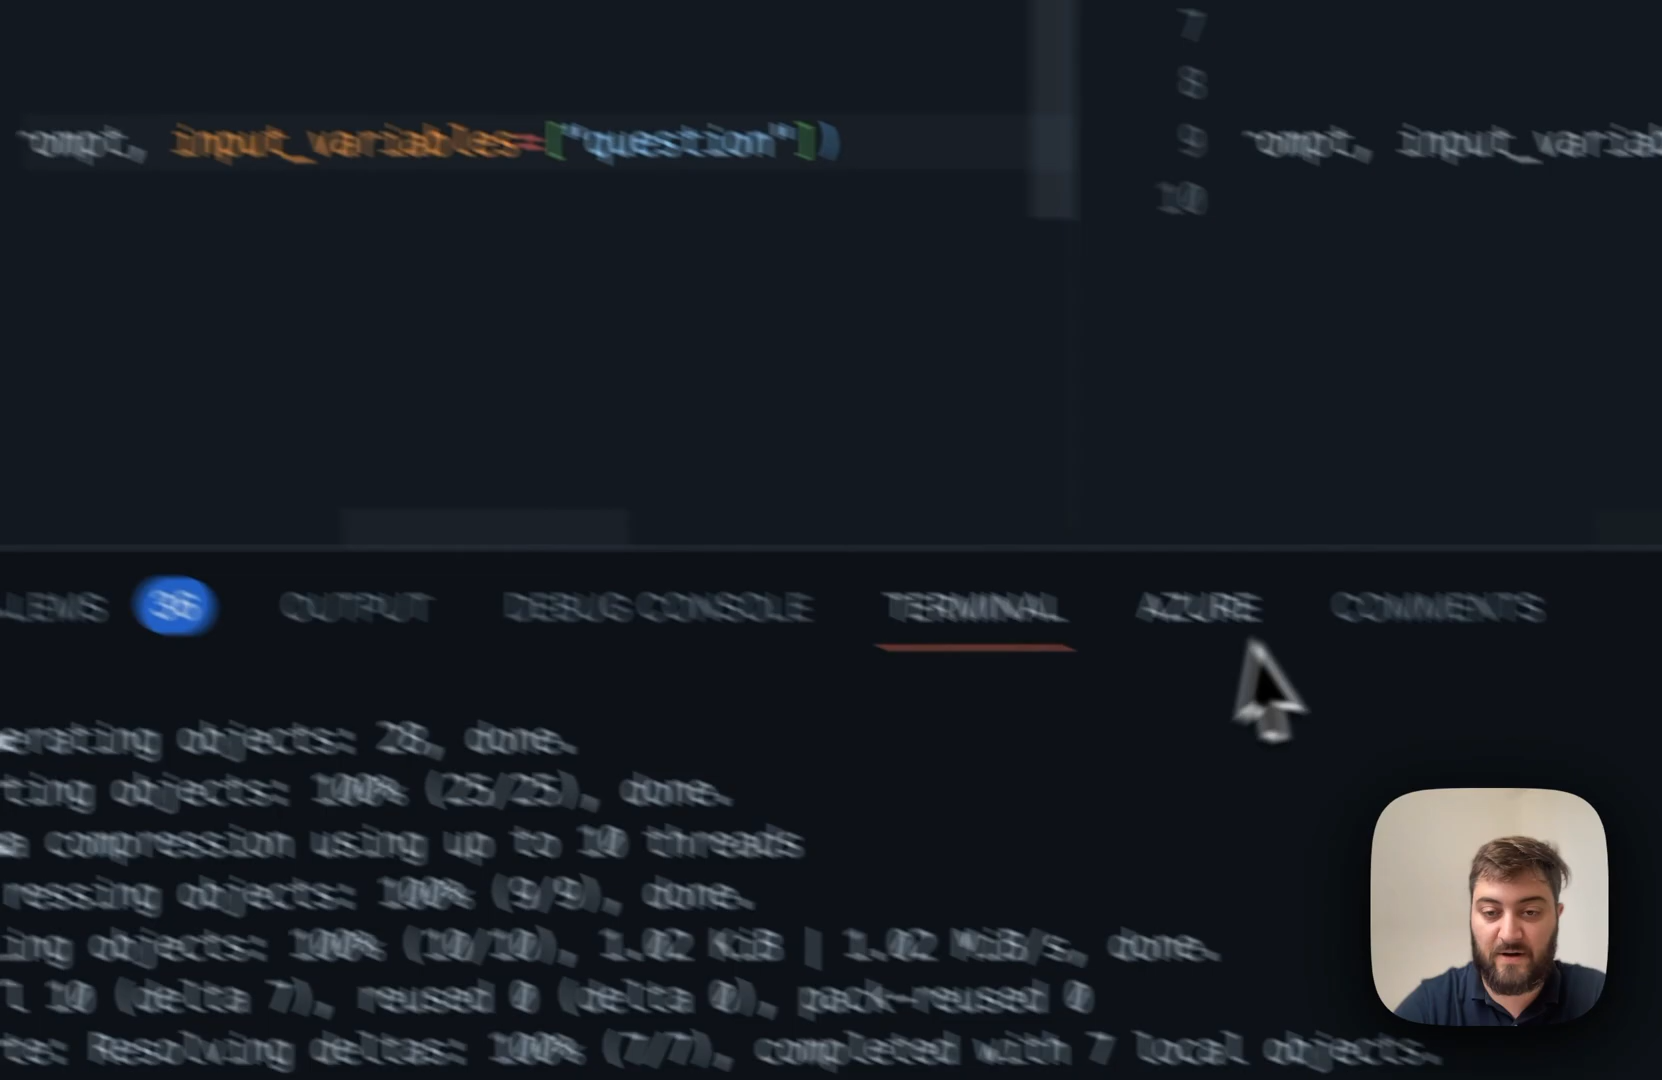 7
8
ompt, input_variables=["question"])
9 ompt, input_variab
10
LEMS 36 OUTPUT DEBUG CONSOLE TERMINAL AZURE COMMENTS
erating objects: 28, done.
ting objects: 100% (25/25), done.
a compression using up to 10 threads
ressing objects: 100% (9/9), done.
ing objects: 100% (10/10), 1.02 KiB | 1.02 MiB/s, done.
l 10 (delta 7), reused 0 (delta 0), pack-reused 0
te: Resolving deltas: 100% (7/7), completed with 7 local objects.